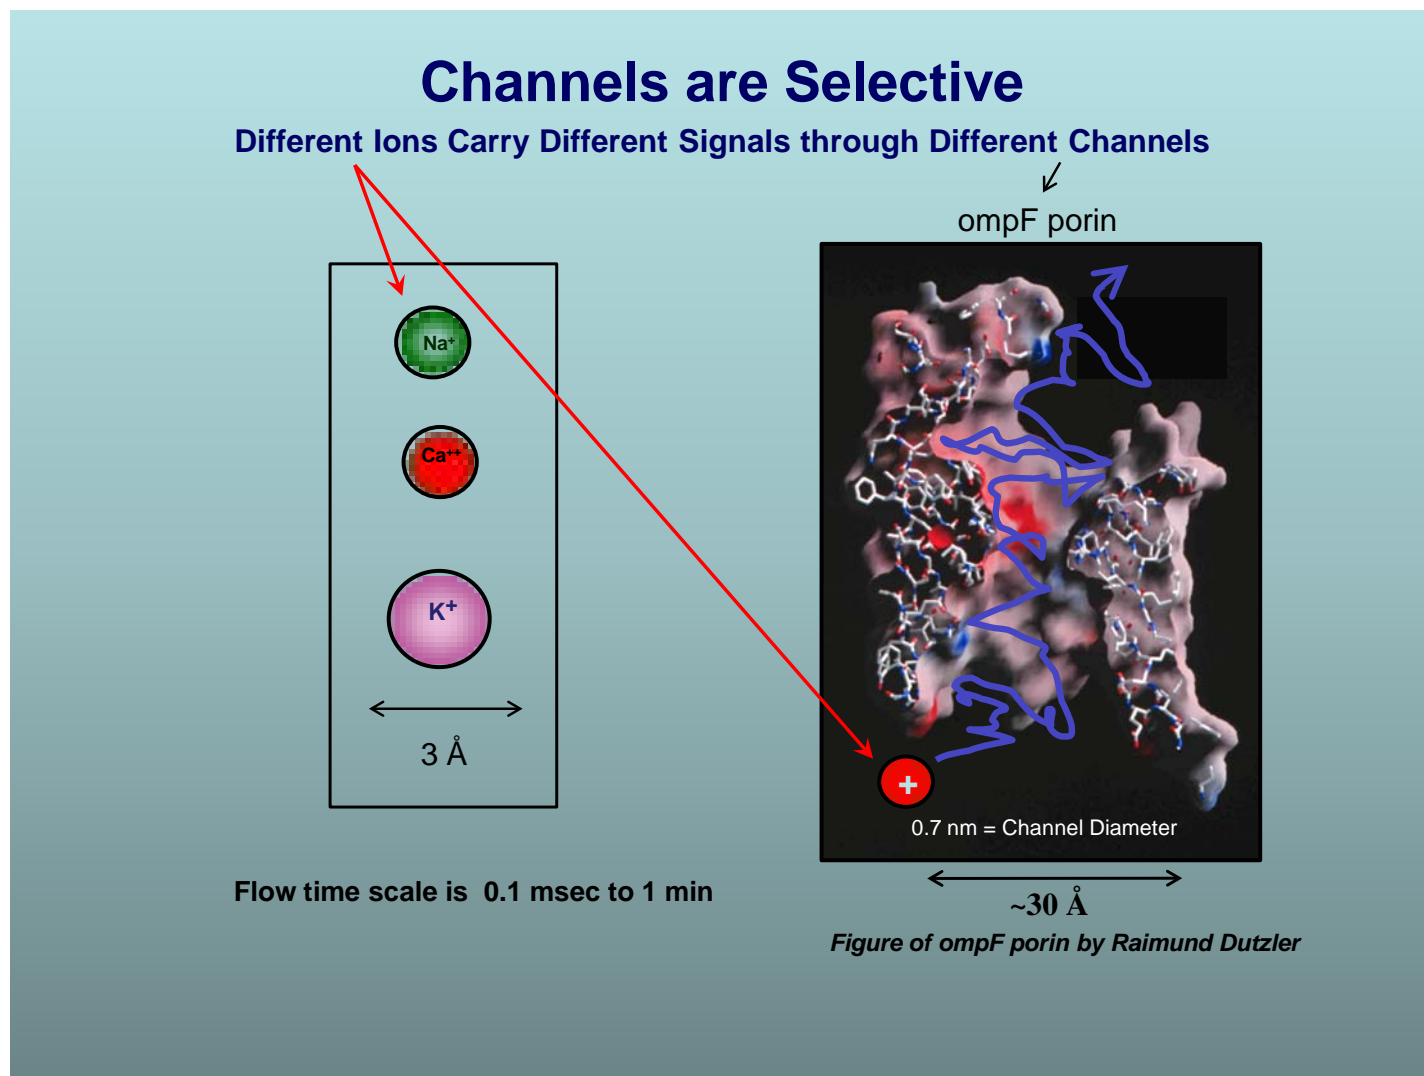 Channels are Selective
Different Ions Carry Different Signals through Different Channels
ompF porin
Na⁺
Ca⁺⁺
K⁺
3 Å
+
0.7 nm = Channel Diameter
Flow time scale is  0.1 msec to 1 min
~30 Å
Figure of ompF porin by Raimund Dutzler